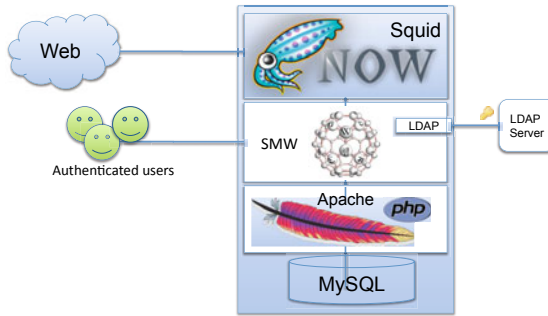 Web
Squid
NOW
Authenticated users
SMW
LDAP
LDAP
Server
Apache
php
MySQL